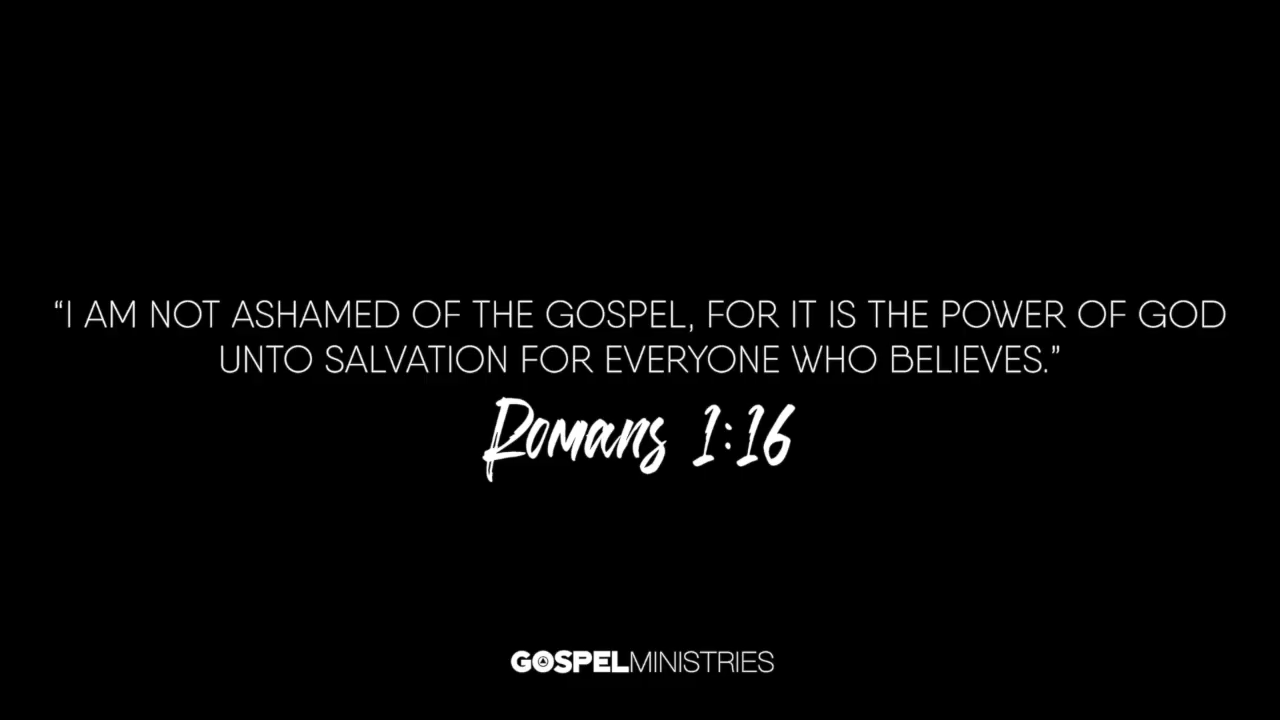 “I AM NOT ASHAMED OF THE GOSPEL, FOR IT IS THE POWER OF GOD
UNTO SALVATION FOR EVERYONE WHO BELIEVES.”
Romans 1:16
GOSPELMINISTRIES